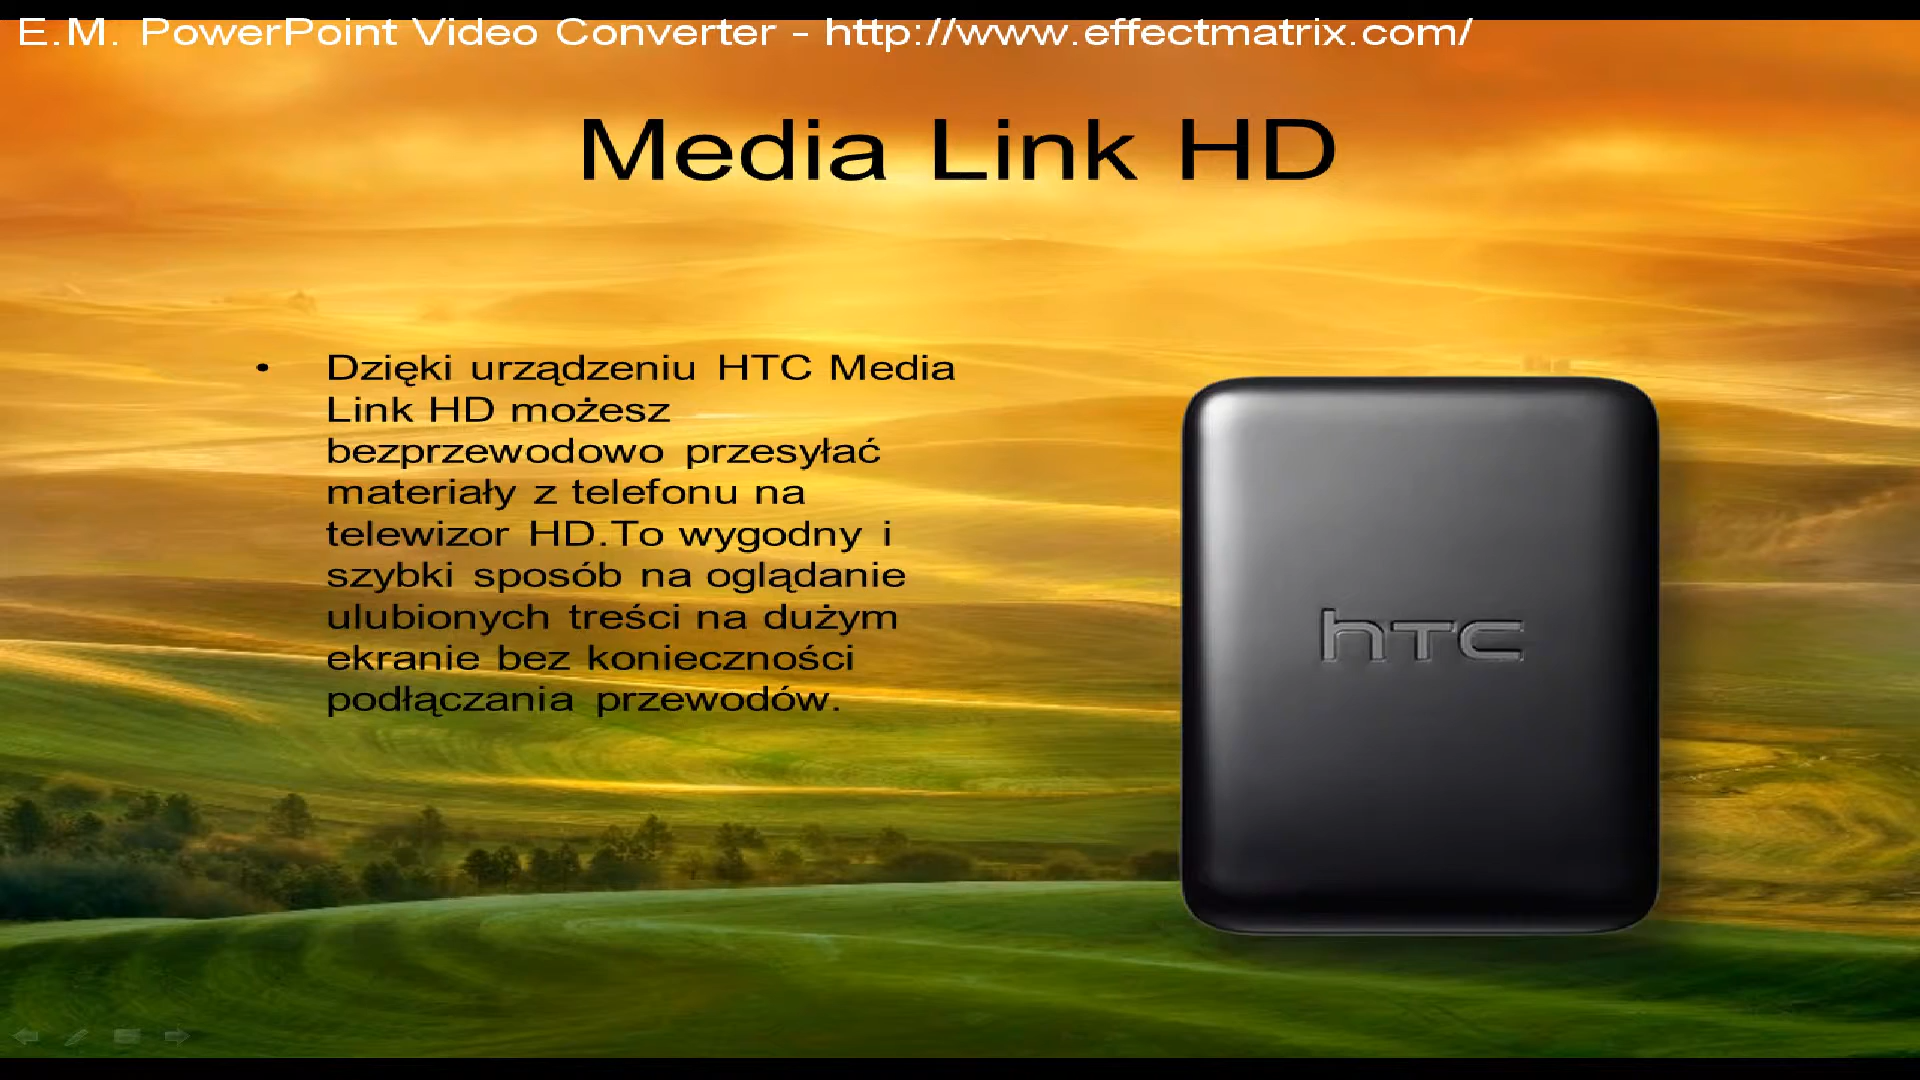 E.M. PowerPoint Video Converter - http://www.effectmatrix.com/
Media Link HD
• Dzięki urządzeniu HTC Media
Link HD możesz
bezprzewodowo przesyłać
materiały z telefonu na
telewizor HD.To wygodny i
szybki sposób na oglądanie
ulubionych treści na dużym
ekranie bez konieczności
podłączania przewodów.
hTC